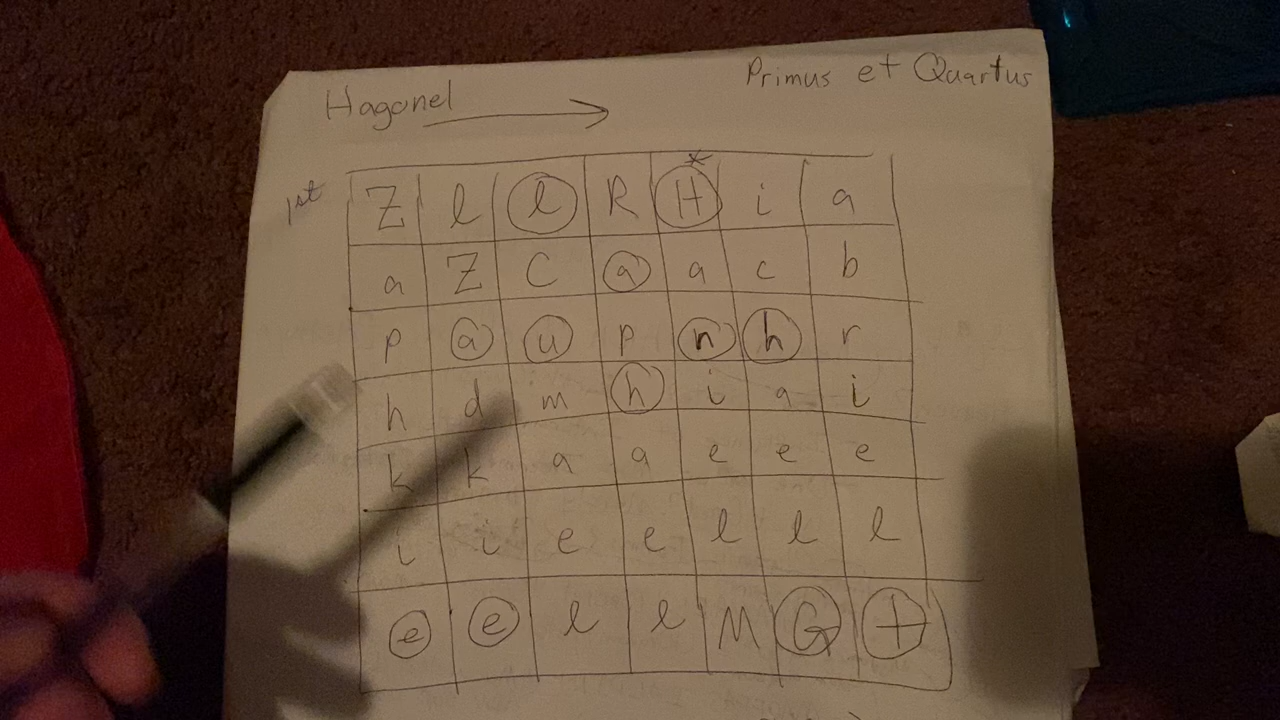 Hagonel
Primus et Quartus
*
1st
Z l l R H i a
a Z C a a c b
p a u p n h r
h d m h i a i
k k a a e e e
i i e e l l l
e e l l M G +